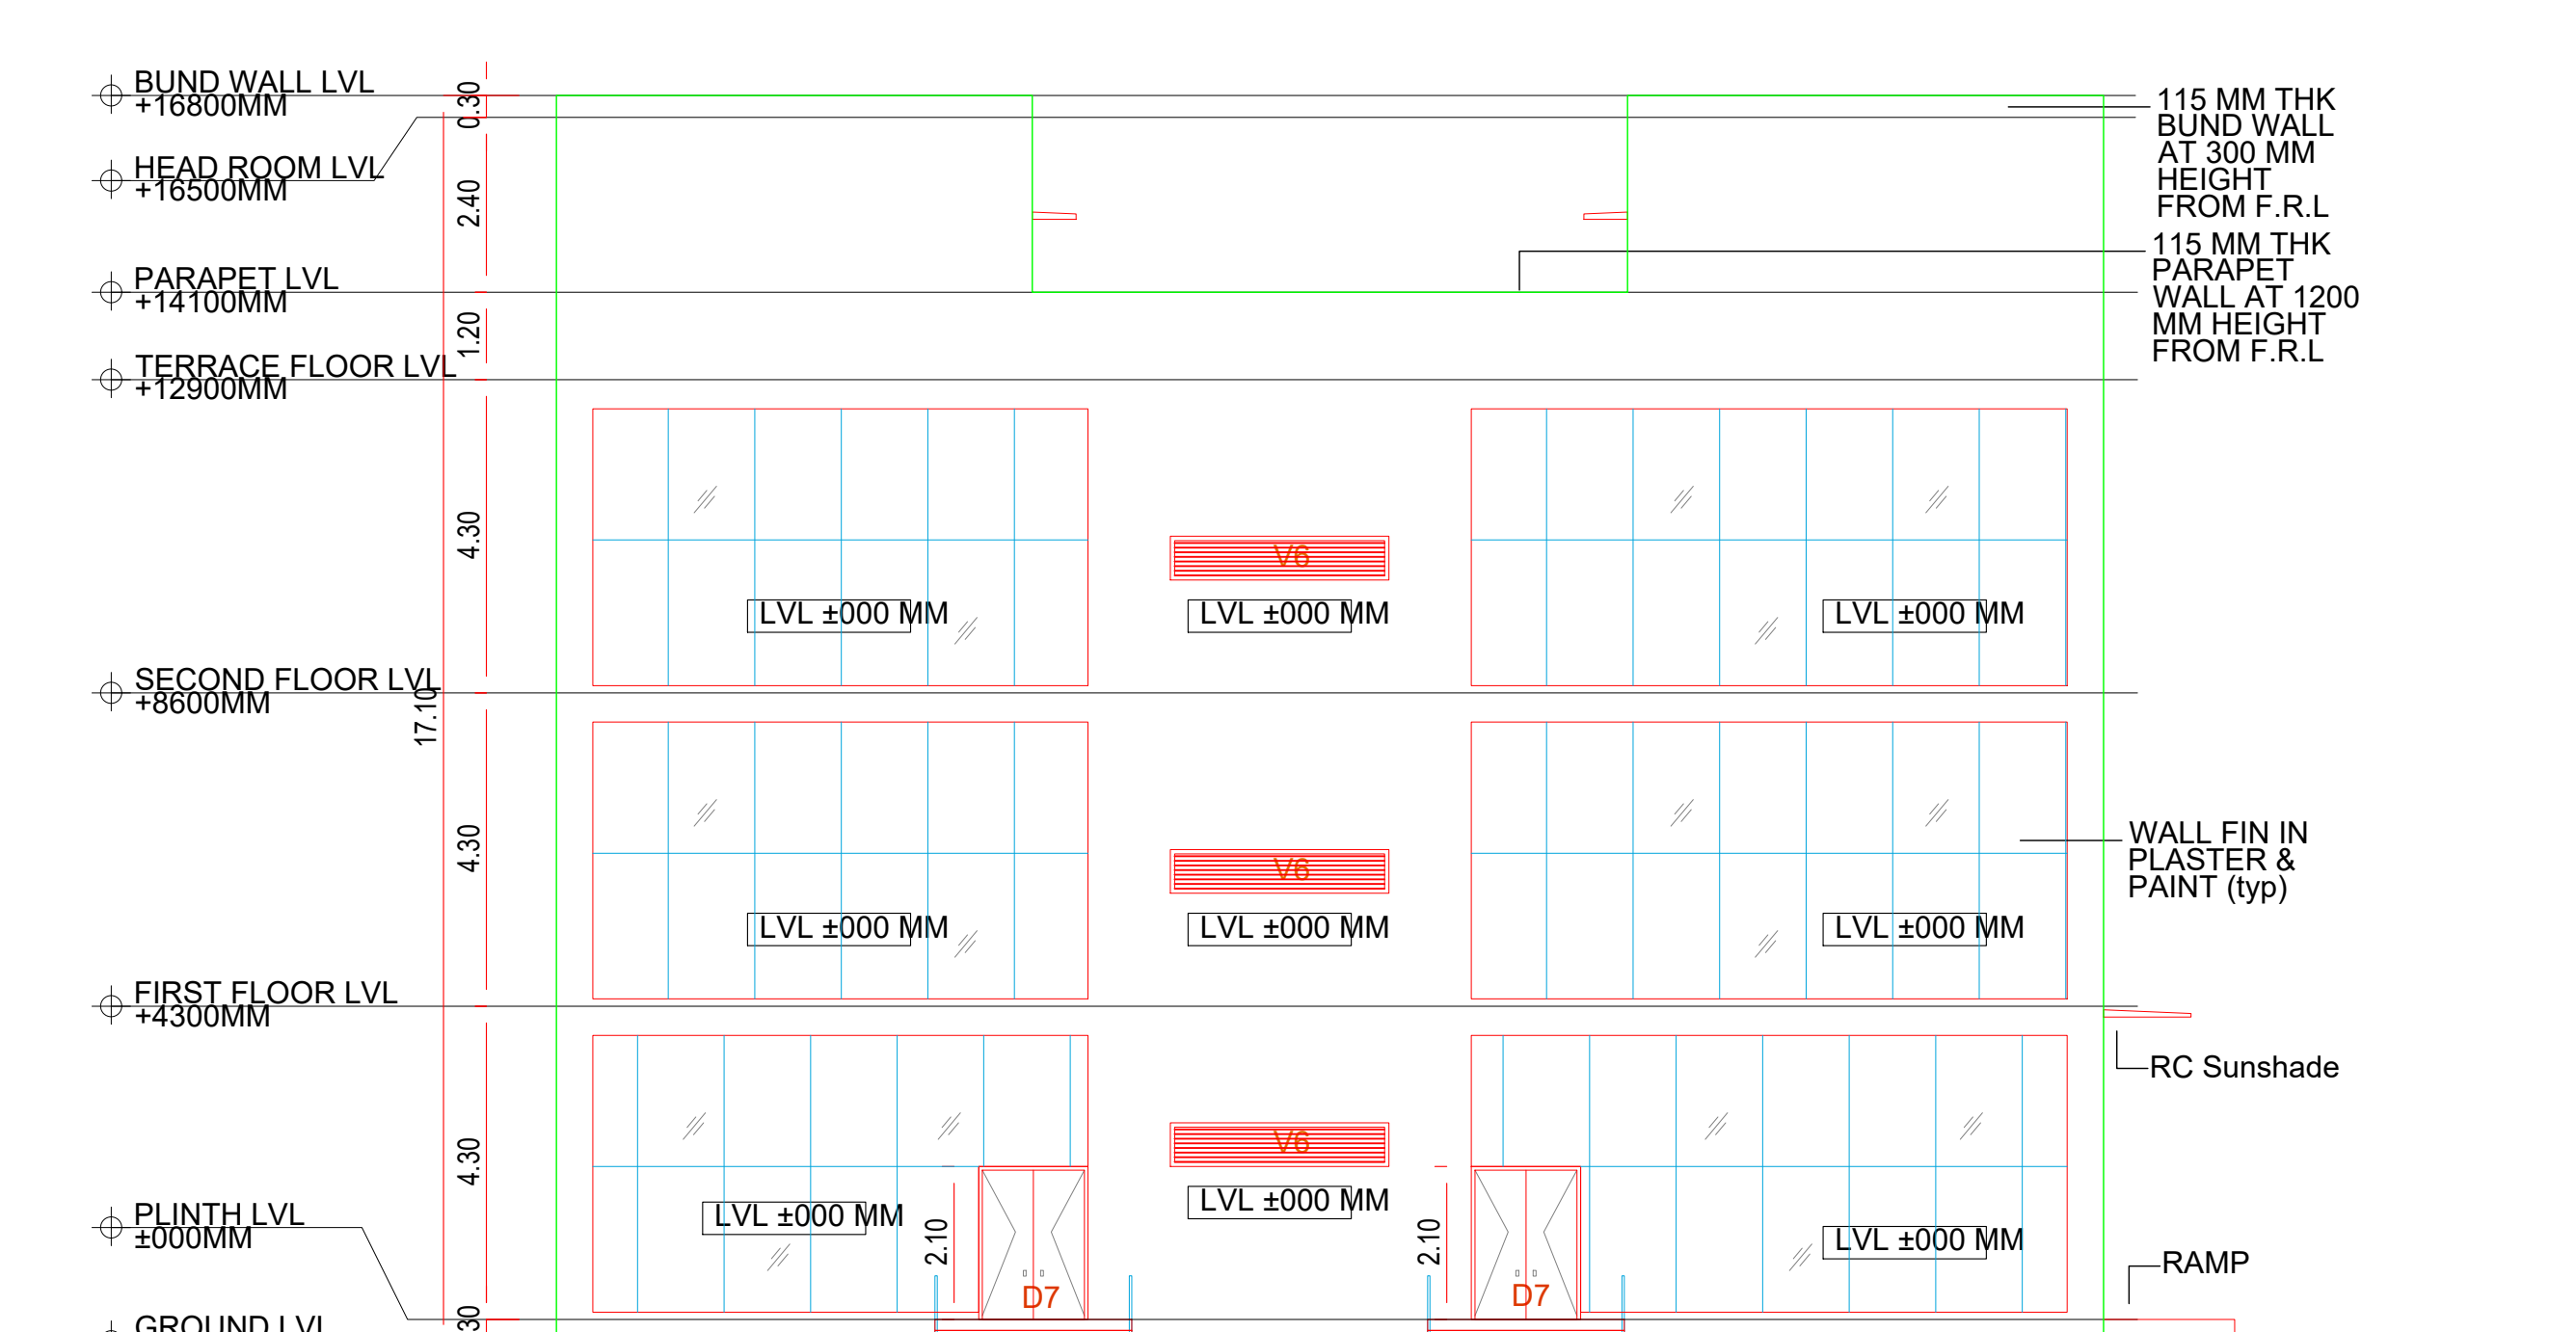 BUND WALL LVL
+16800MM
HEAD ROOM LVL
+16500MM
PARAPET LVL
+14100MM
TERRACE FLOOR LVL
+12900MM
SECOND FLOOR LVL
+8600MM
FIRST FLOOR LVL
+4300MM
PLINTH LVL
±000MM
GROUND LVL
0.30
2.40
1.20
4.30
4.30
4.30
30
17.10
115 MM THK
BUND WALL
AT 300 MM
HEIGHT
FROM F.R.L
115 MM THK
PARAPET
WALL AT 1200
MM HEIGHT
FROM F.R.L
V6
LVL ±000 MM
LVL ±000 MM
LVL ±000 MM
V6
LVL ±000 MM
LVL ±000 MM
LVL ±000 MM
WALL FIN IN
PLASTER &
PAINT (typ)
RC Sunshade
V6
LVL ±000 MM
LVL ±000 MM
LVL ±000 MM
2.10
2.10
D7
D7
RAMP